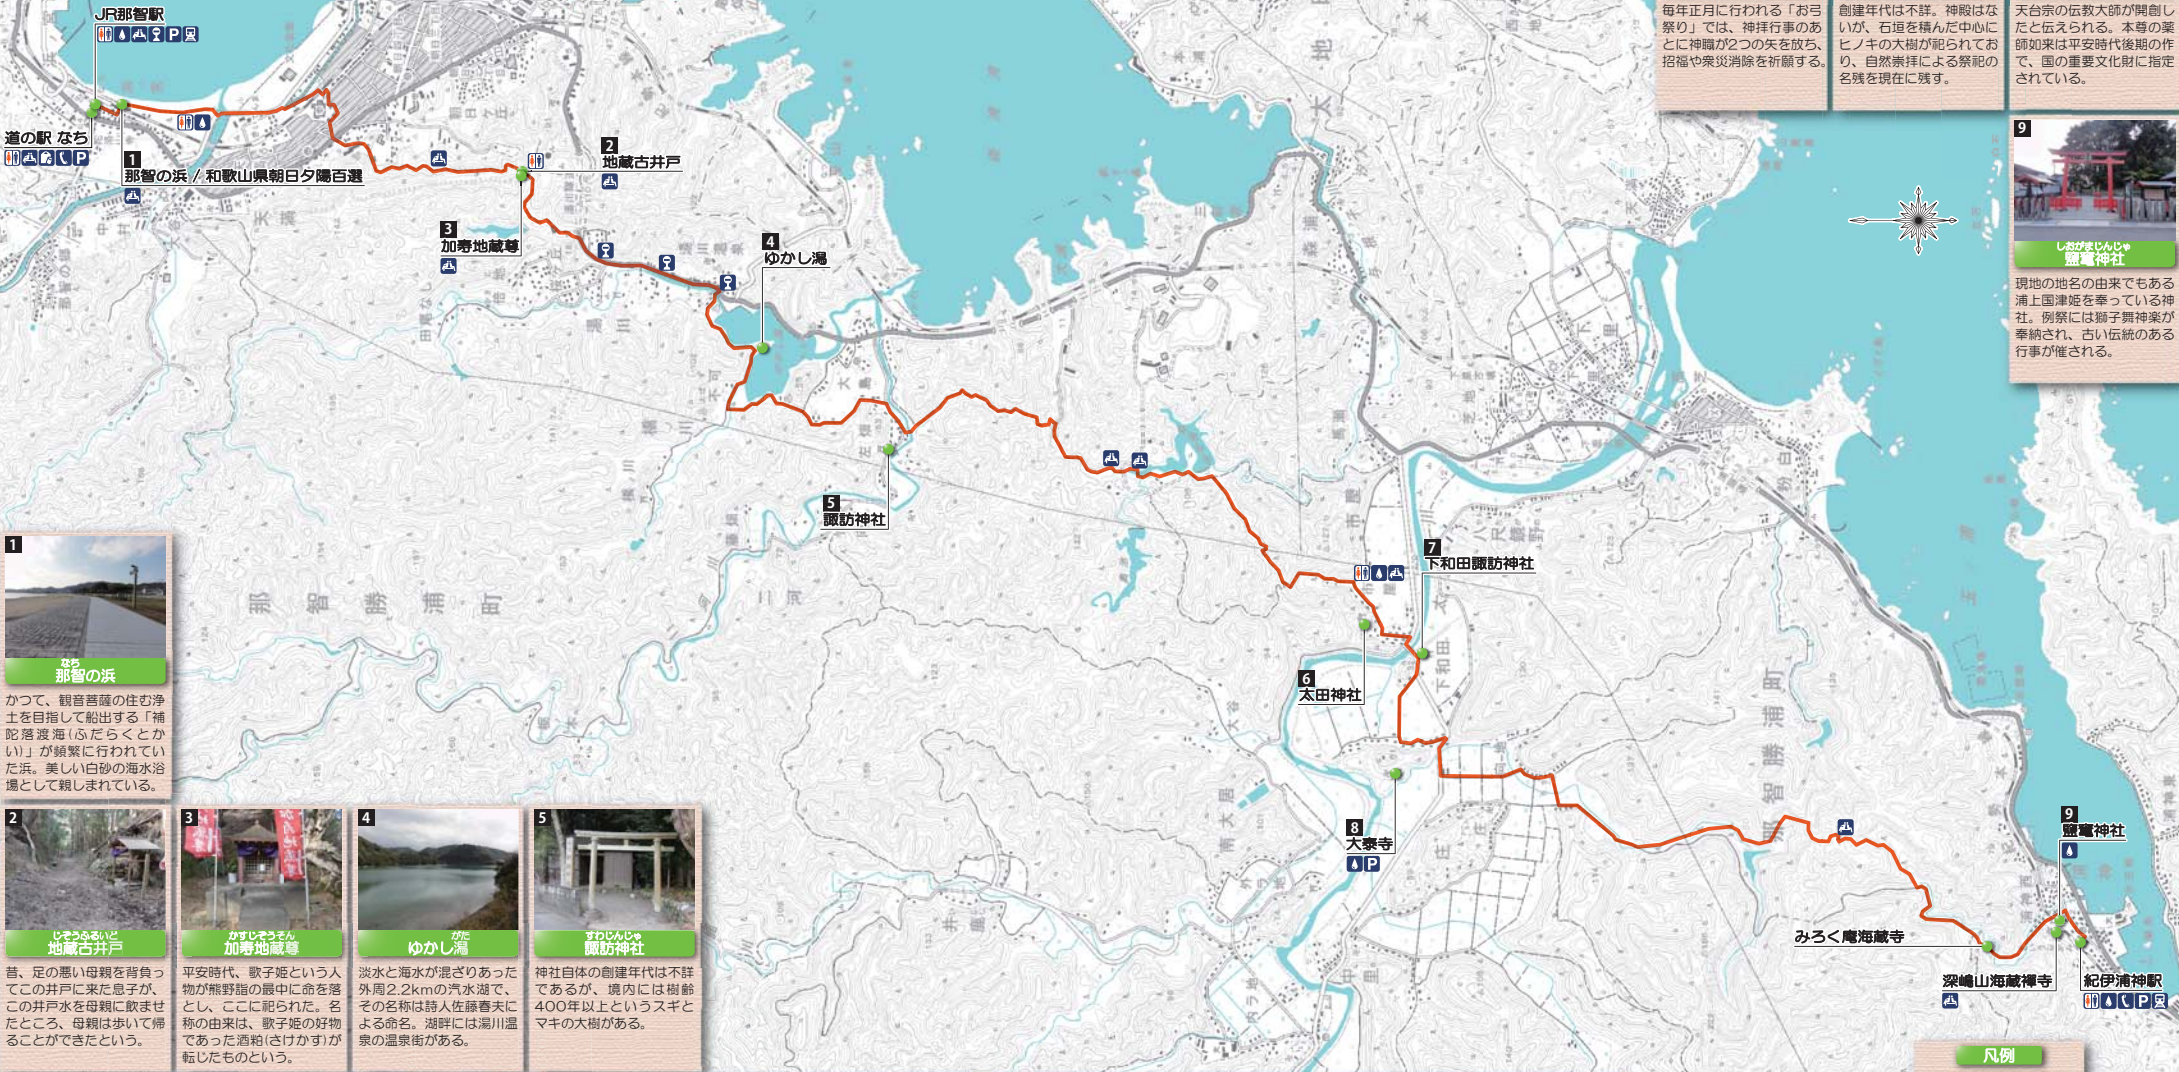 JR那智駅
道の駅 なち
1
那智の浜 / 和歌山県朝日夕陽百選
2
地蔵古井戸
3
加寿地蔵尊
4
ゆかし潟
5
諏訪神社
6
太田神社
7
下和田諏訪神社
8
大泰寺
9
鹽竈神社
みろく庵海蔵寺
深嶋山海蔵禅寺
紀伊浦神駅
那智勝浦町
那智勝浦町
湯川温泉
二河
下和田
南大居
中里
市屋
下里
大島
毎年正月に行われる「お弓
祭り」では、神拝行事のあ
とに神職が2つの矢を放ち、
招福や衆災消除を祈願する。
創建年代は不詳。神殿はな
いが、石垣を積んだ中心に
ヒノキの大樹が祀られてお
り、自然崇拝による祭祀の
名残を現在に残す。
天台宗の伝教大師が開創し
たと伝えられる。本尊の薬
師如来は平安時代後期の作
で、国の重要文化財に指定
されている。
9
しおがまじんじゃ
鹽竈神社
現地の地名の由来でもある
浦上国津姫を奉っている神
社。例祭には獅子舞神楽が
奉納され、古い伝統のある
行事が催される。
1
なち
那智の浜
かつて、観音菩薩の住む浄
土を目指して船出する「補
陀落渡海(ふだらくとか
い)」が頻繁に行われてい
た浜。美しい白砂の海水浴
場として親しまれている。
2
じぞうふるいど
地蔵古井戸
昔、足の悪い母親を背負っ
てこの井戸に来た息子が、
この井戸水を母親に飲ませ
たところ、母親は歩いて帰
ることができたという。
3
かすじぞうそん
加寿地蔵尊
平安時代、歌子姫という人
物が熊野詣の最中に命を落
とし、ここに祀られた。名
称の由来は、歌子姫の好物
であった酒粕(さけかす)が
転じたものという。
4
がた
ゆかし潟
淡水と海水が混ざりあった
外周2.2kmの汽水湖で、
その名称は詩人佐藤春夫に
よる命名。湖畔には湯川温
泉の温泉街がある。
5
すわじんじゃ
諏訪神社
神社自体の創建年代は不詳
であるが、境内には樹齢
400年以上というスギと
マキの大樹がある。
凡例